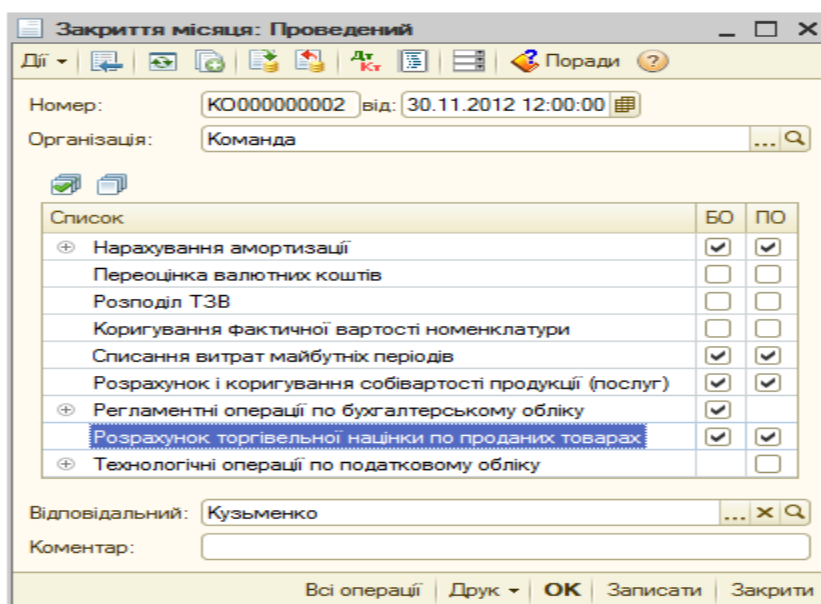 Закриття місяця: Проведений
Дії Дт Кт Поради
Номер: КО000000002 від: 30.11.2012 12:00:00
Організація: Команда ...
Список БО ПО
Нарахування амортизації
Переоцінка валютних коштів
Розподіл ТЗВ
Коригування фактичної вартості номенклатури
Списання витрат майбутніх періодів
Розрахунок і коригування собівартості продукції (послуг)
Регламентні операції по бухгалтерському обліку
Розрахунок торгівельної націнки по проданих товарах
Технологічні операції по податковому обліку
Відповідальний: Кузьменко ...
Коментар:
Всі операції Друк ОК Записати Закрити